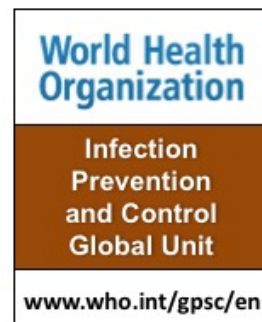 World Health
Organization
Infection
Prevention
and Control
Global Unit
www.who.int/gpsc/en